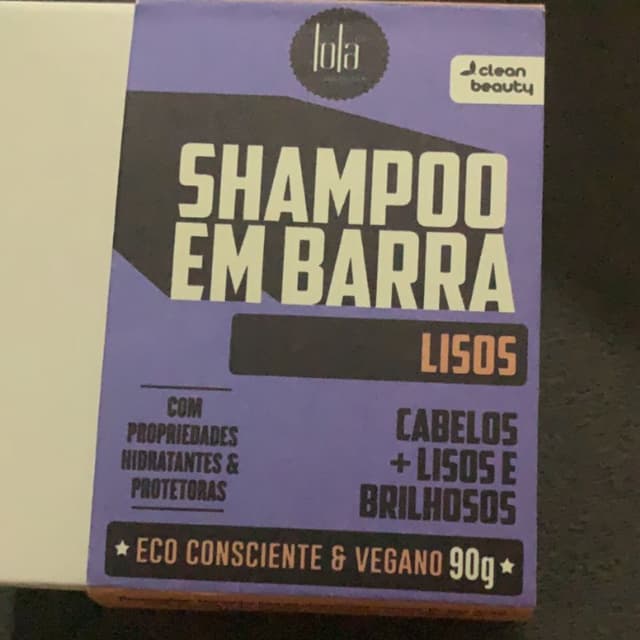 lola
clean
beauty
SHAMPOO
EM BARRA
LISOS
COM
PROPRIEDADES
HIDRATANTES &
PROTETORAS
CABELOS
+ LISOS E
BRILHOSOS
★ ECO CONSCIENTE & VEGANO 90g ★